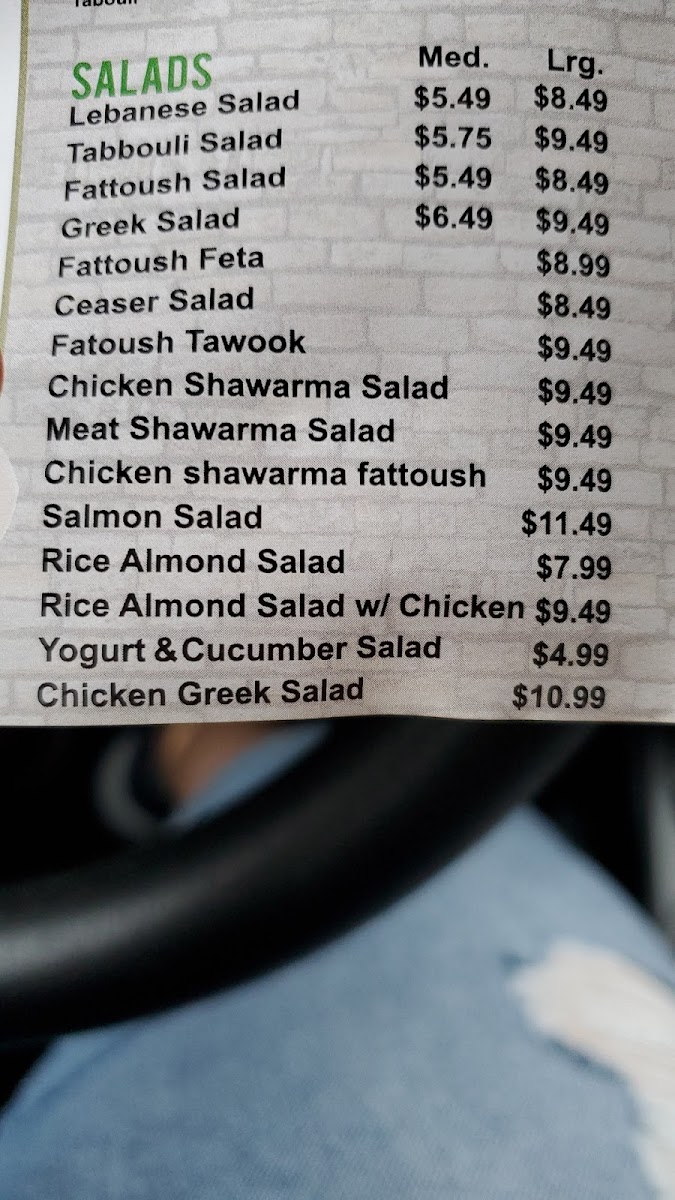 Tabouli
Med. Lrg.
SALADS
Lebanese Salad $5.49 $8.49
Tabbouli Salad $5.75 $9.49
Fattoush Salad $5.49 $8.49
Greek Salad $6.49 $9.49
Fattoush Feta $8.99
Ceaser Salad $8.49
Fatoush Tawook $9.49
Chicken Shawarma Salad $9.49
Meat Shawarma Salad $9.49
Chicken shawarma fattoush $9.49
Salmon Salad $11.49
Rice Almond Salad $7.99
Rice Almond Salad w/ Chicken $9.49
Yogurt & Cucumber Salad $4.99
Chicken Greek Salad $10.99